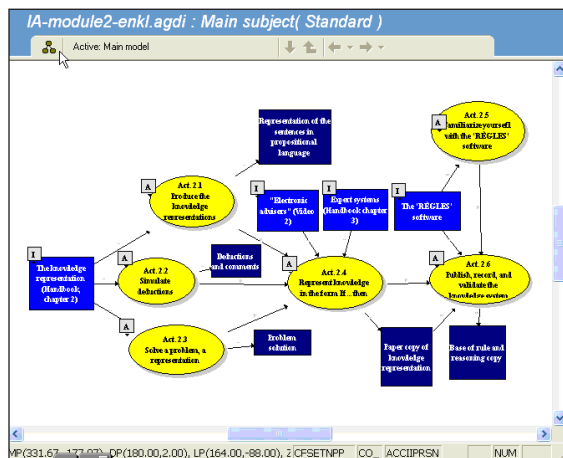 IA-module2-enkl.agdi : Main subject( Standard )
Active: Main model
Representation of the
sentences in
propositional
language
A
Act. 2.5
Familiarize yourself
with the 'RÈGLES'
software
A
Act. 2.1
Produce the
knowledge
representations
I
"Electronic
advisers" (Video
2)
I
Expert systems
(Handbook
chapter 3)
I
The 'RÈGLES'
software
I
The knowledge
representation
(Handbook,
chapter 2)
A
Act. 2.2
Simulate
deductions
Deductions
and comments
A
Act. 2.4
Represent knowledge
in the form If... then
A
Act. 2.6
Publish, record, and
validate the
knowledge system
A
Act. 2.3
Solve a problem, a
representation
Problem
solution
Paper copy of
knowledge
representation
Base of rule and
reasoning copy
DP(180.00,2.00), LP(164.00,-88.00), Z CFSETNPP CO_ ACCIIPRSN NUM